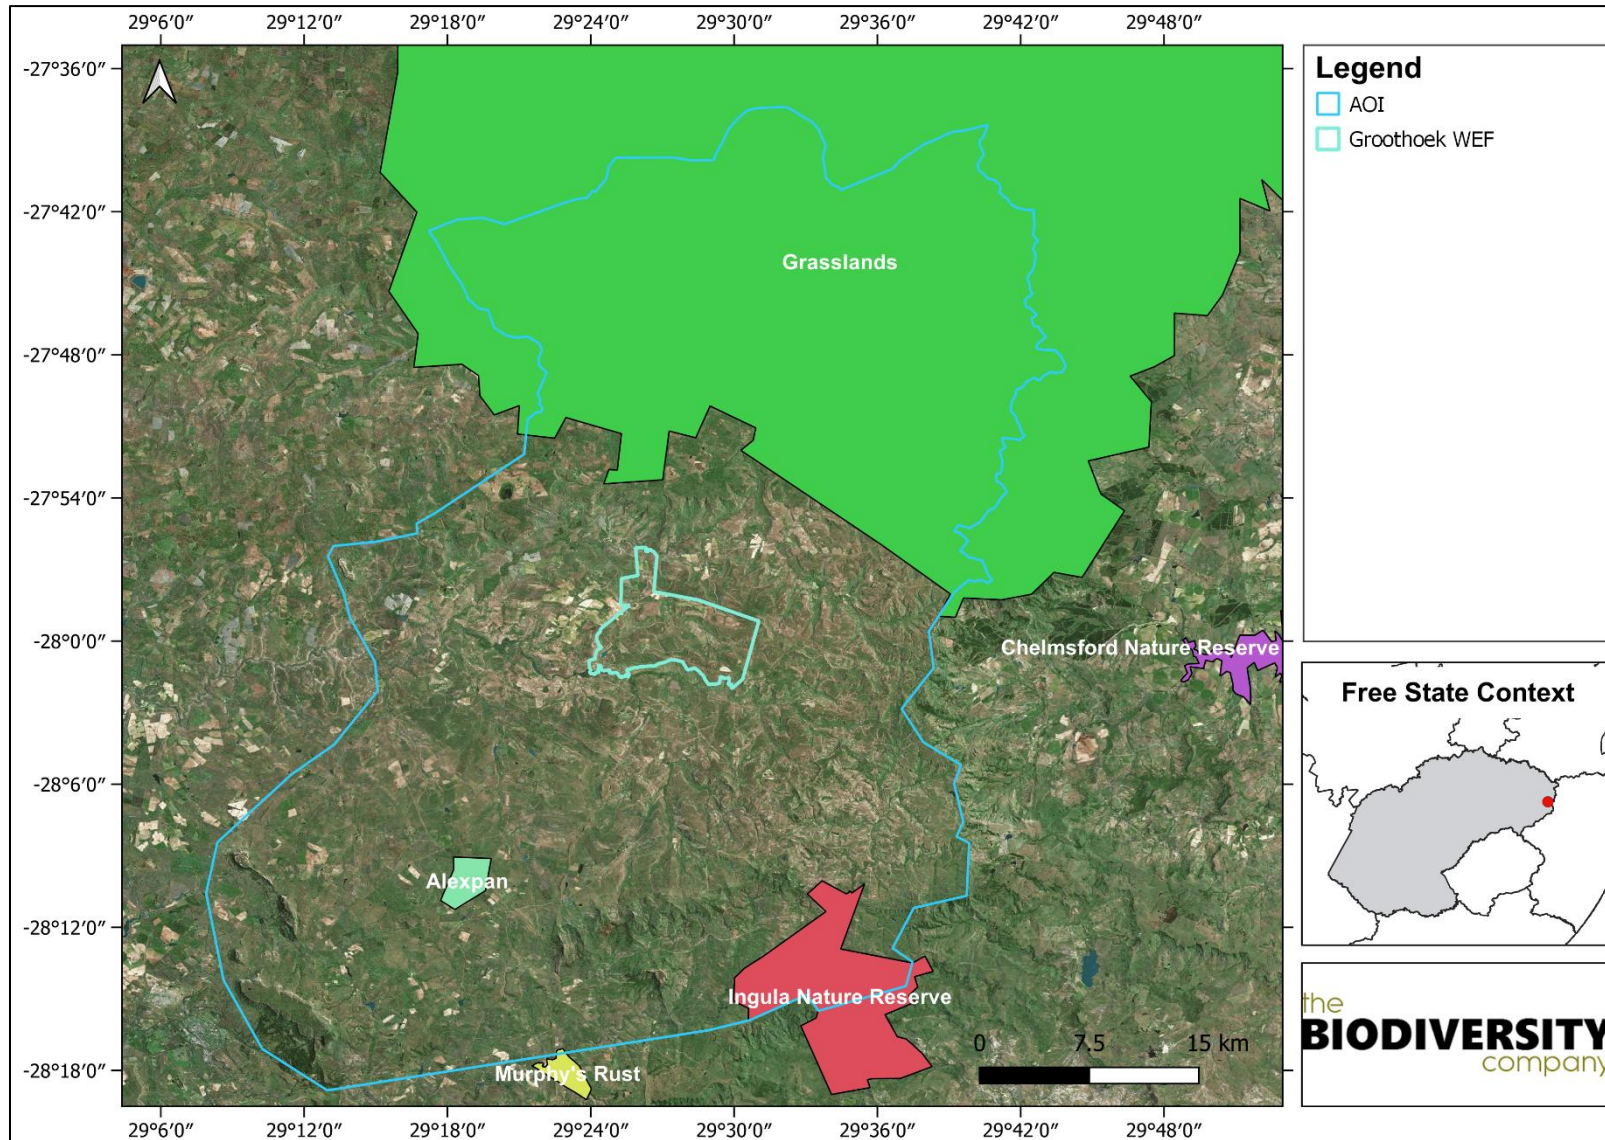 29°6′0″ 29°12′0″ 29°18′0″ 29°24′0″ 29°30′0″ 29°36′0″ 29°42′0″ 29°48′0″
-27°36′0″
-27°42′0″
-27°48′0″
-27°54′0″
-28°0′0″
-28°6′0″
-28°12′0″
-28°18′0″
Grasslands
Chelmsford Nature Reserve
Alexpan
Ingula Nature Reserve
Murphy's Rust
0 7.5 15 km
29°6′0″ 29°12′0″ 29°18′0″ 29°24′0″ 29°30′0″ 29°36′0″ 29°42′0″ 29°48′0″
Legend
AOI
Groothoek WEF
Free State Context
the
BIODIVERSITY
company